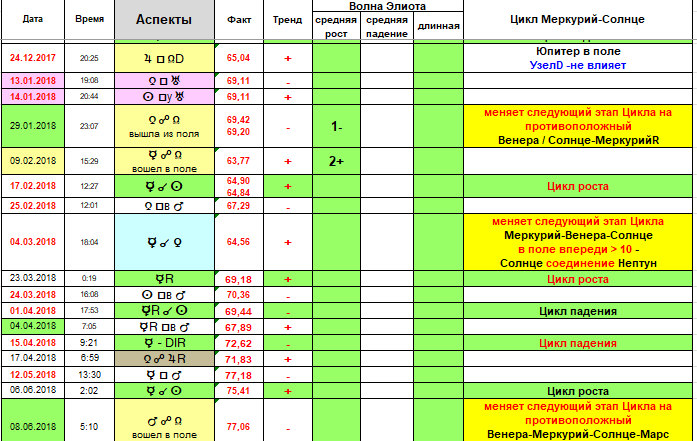 Дата Время Аспекты Факт Тренд Волна Элиота Цикл Меркурий-Солнце
средняя рост средняя падение длинная
24.12.2017 20:25 ♃ □ ☊D 65,04 + Юпитер в поле
УзелD -не влияет
13.01.2018 19:08 ♀ □ ♅ 69,11 -
14.01.2018 20:44 ☉ □у ♅ 69,11 +
29.01.2018 23:07 ♀ ☍ ☊ 69,42 - 1- меняет следующий этап Цикла на
вышла из поля 69,20 противоположный
Венера / Солнце-МеркурийR
09.02.2018 15:29 ☿ ☍ ☊ 63,77 + 2+
вошел в поле
17.02.2018 12:27 ☿ ☌ ☉ 64,90 + Цикл роста
64,84
25.02.2018 12:01 ♀ □в ♂ 67,29 -
04.03.2018 18:04 ☿ ☌ ♀ 64,56 + меняет следующий этап Цикла
Меркурий-Венера-Солнце
в поле впереди > 10 -
Солнце соединение Нептун
23.03.2018 0:19 ☿R 69,18 + Цикл роста
24.03.2018 16:08 ☉ □в ♂ 70,36 -
01.04.2018 17:53 ☿R ☌ ☉ 69,44 - Цикл падения
04.04.2018 7:05 ☿R □в ♂ 67,89 +
15.04.2018 9:21 ☿ - DIR 72,62 - Цикл падения
17.04.2018 6:59 ♀ ☍ ♃R 71,83 +
12.05.2018 13:30 ☿ □ ♂ 77,18 -
06.06.2018 2:02 ☿ ☌ ☉ 75,41 + Цикл роста
08.06.2018 5:10 ♂ ☍ ☊ 77,06 - меняет следующий этап Цикла на
вошел в поле противоположный
Венера-Меркурий-Солнце-Марс